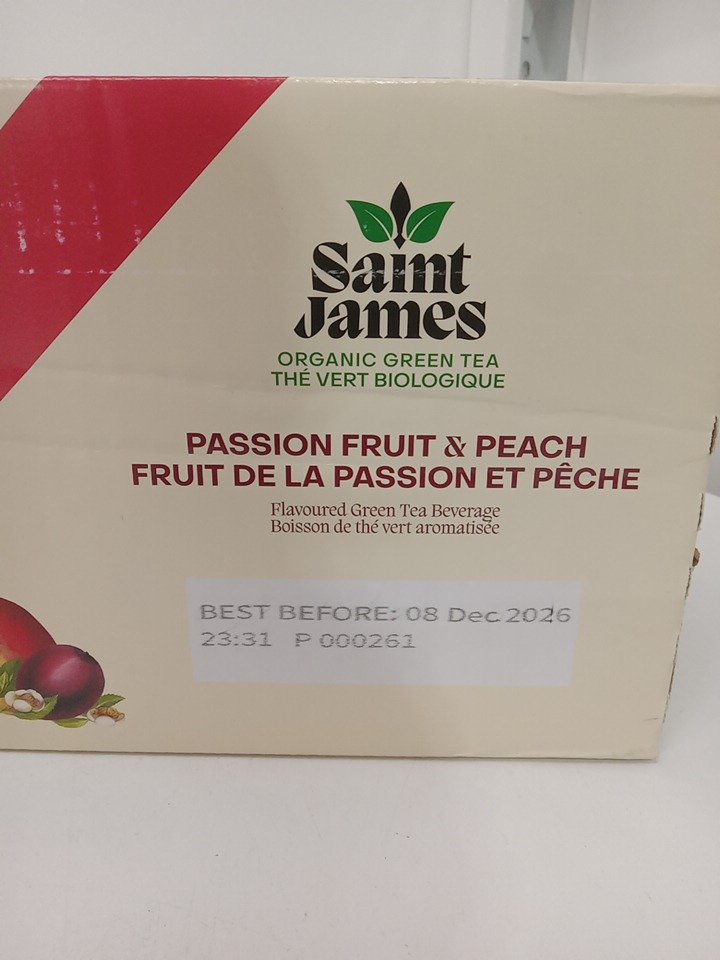 Saint
James
ORGANIC GREEN TEA
THÉ VERT BIOLOGIQUE
PASSION FRUIT & PEACH
FRUIT DE LA PASSION ET PÊCHE
Flavoured Green Tea Beverage
Boisson de thé vert aromatisée
BEST BEFORE: 08 Dec 2026
23:31 P 000261